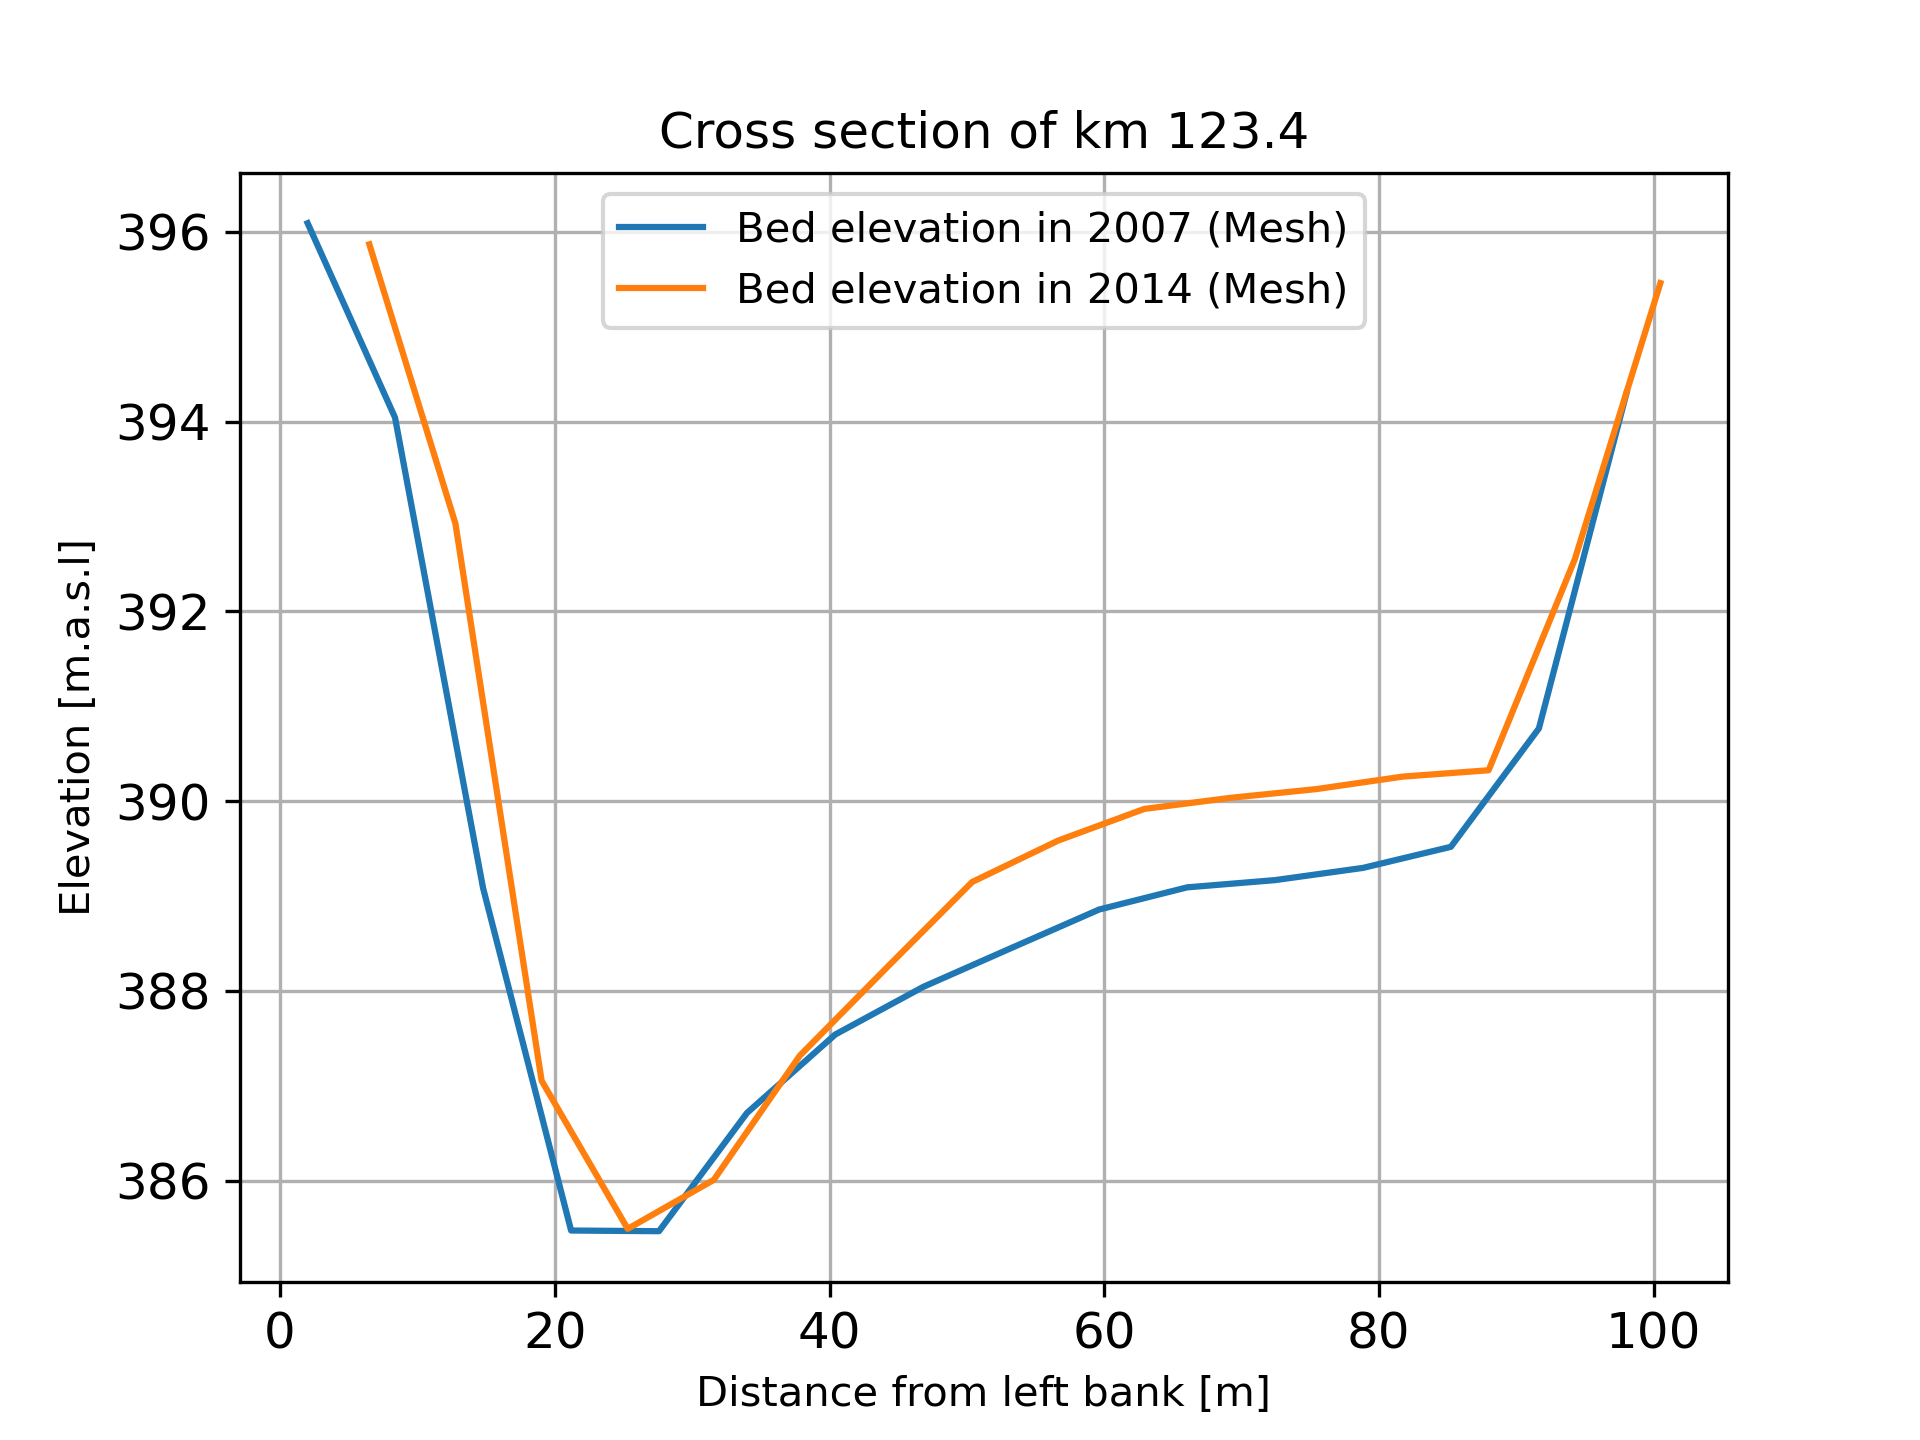 Cross section of km 123.4
Bed elevation in 2007 (Mesh)
Bed elevation in 2014 (Mesh)
Elevation [m.a.s.l]
396
394
392
390
388
386
0 20 40 60 80 100
Distance from left bank [m]